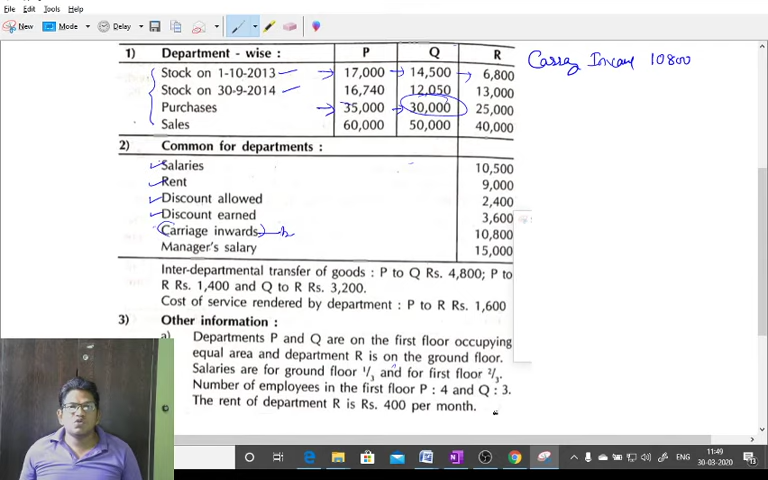 File Edit Tools Help
New Mode Delay
1) Department - wise : P Q R
Stock on 1-10-2013 17,000 14,500 6,800
Stock on 30-9-2014 16,740 12,050 13,000
Purchases 35,000 30,000 25,000
Sales 60,000 50,000 40,000
2) Common for departments :
Salaries 10,500
Rent 9,000
Discount allowed 2,400
Discount earned 3,600
Carriage inwards 10,800
Manager's salary 15,000
Inter-departmental transfer of goods : P to Q Rs. 4,800; P to
R Rs. 1,400 and Q to R Rs. 3,200.
Cost of service rendered by department : P to R Rs. 1,600
3) Other information :
a) Departments P and Q are on the first floor occupying
equal area and department R is on the ground floor.
Salaries are for ground floor 1/3 and for first floor 2/3.
Number of employees in the first floor P : 4 and Q : 3.
The rent of department R is Rs. 400 per month.
10800
ENG
11:49
30-03-2020